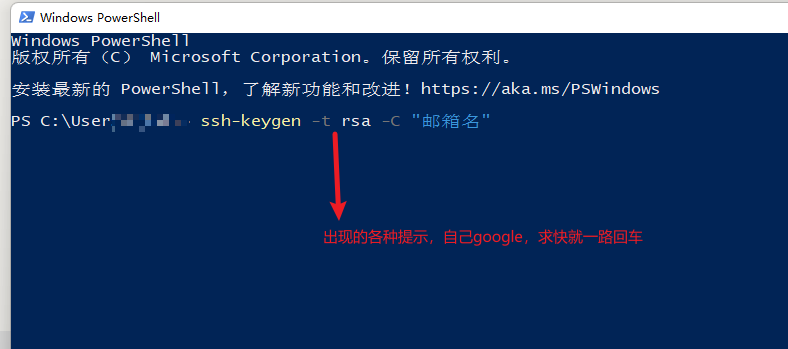 Windows PowerShell
Windows PowerShell
版权所有（C） Microsoft Corporation。保留所有权利。
安装最新的 PowerShell，了解新功能和改进！https://aka.ms/PSWindows
PS C:\User ssh-keygen -t rsa -C "邮箱名"
出现的各种提示，自己google，求快就一路回车